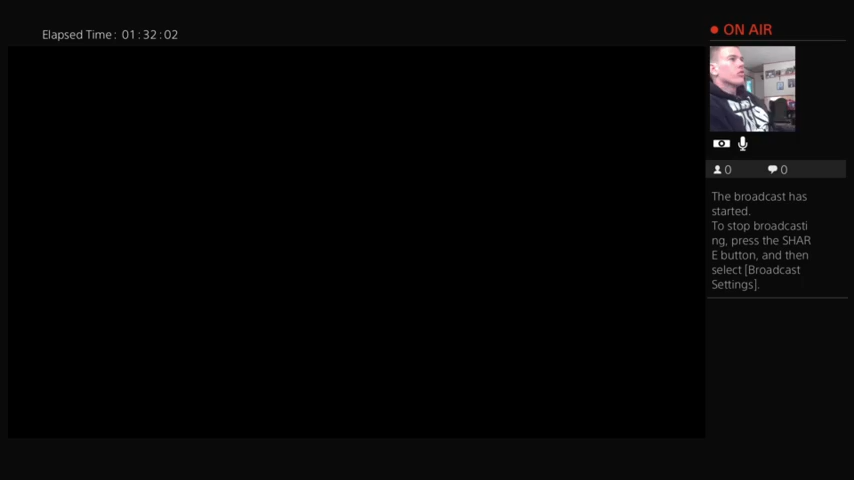 Elapsed Time: 01:32:02
ON AIR
0 0
The broadcast has
started.
To stop broadcasti
ng, press the SHAR
E button, and then
select [Broadcast
Settings].